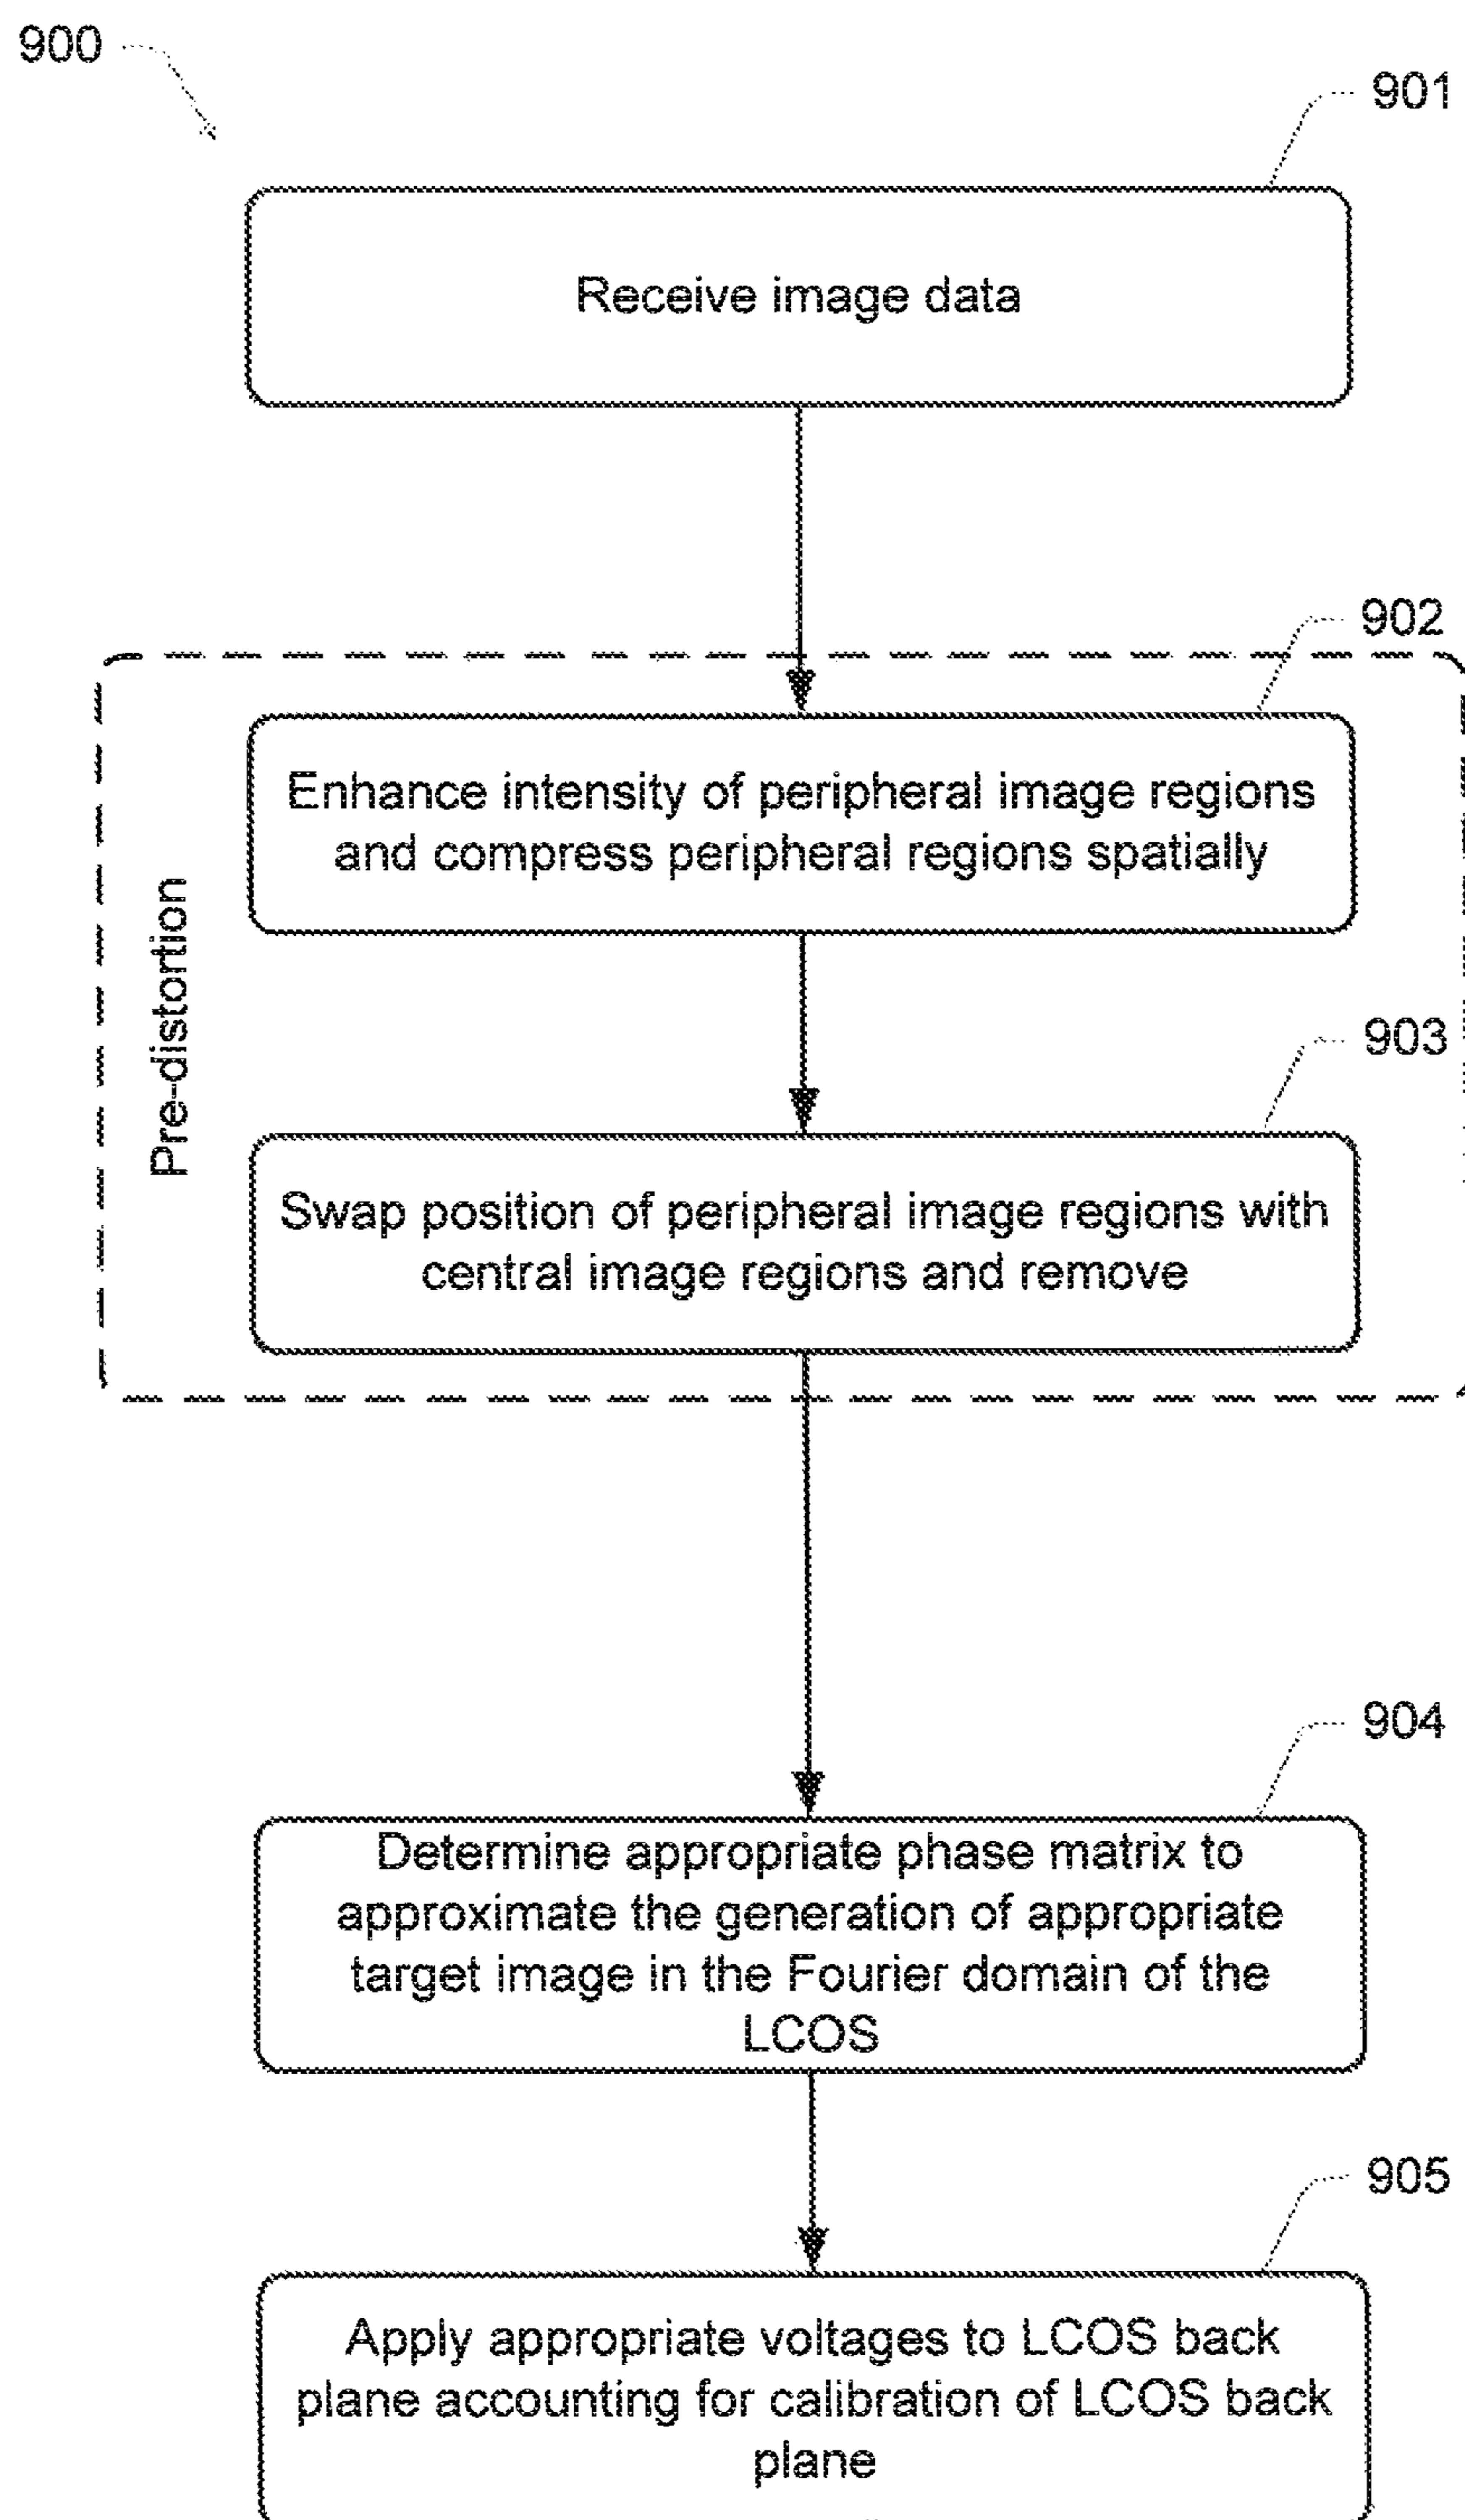 900
901
Receive image data
902
Enhance intensity of peripheral image regions
and compress peripheral regions spatially
Pre-distortion
903
Swap position of peripheral image regions with
central image regions and remove
904
Determine appropriate phase matrix to
approximate the generation of appropriate
target image in the Fourier domain of the
LCOS
905
Apply appropriate voltages to LCOS back
plane accounting for calibration of LCOS back
plane